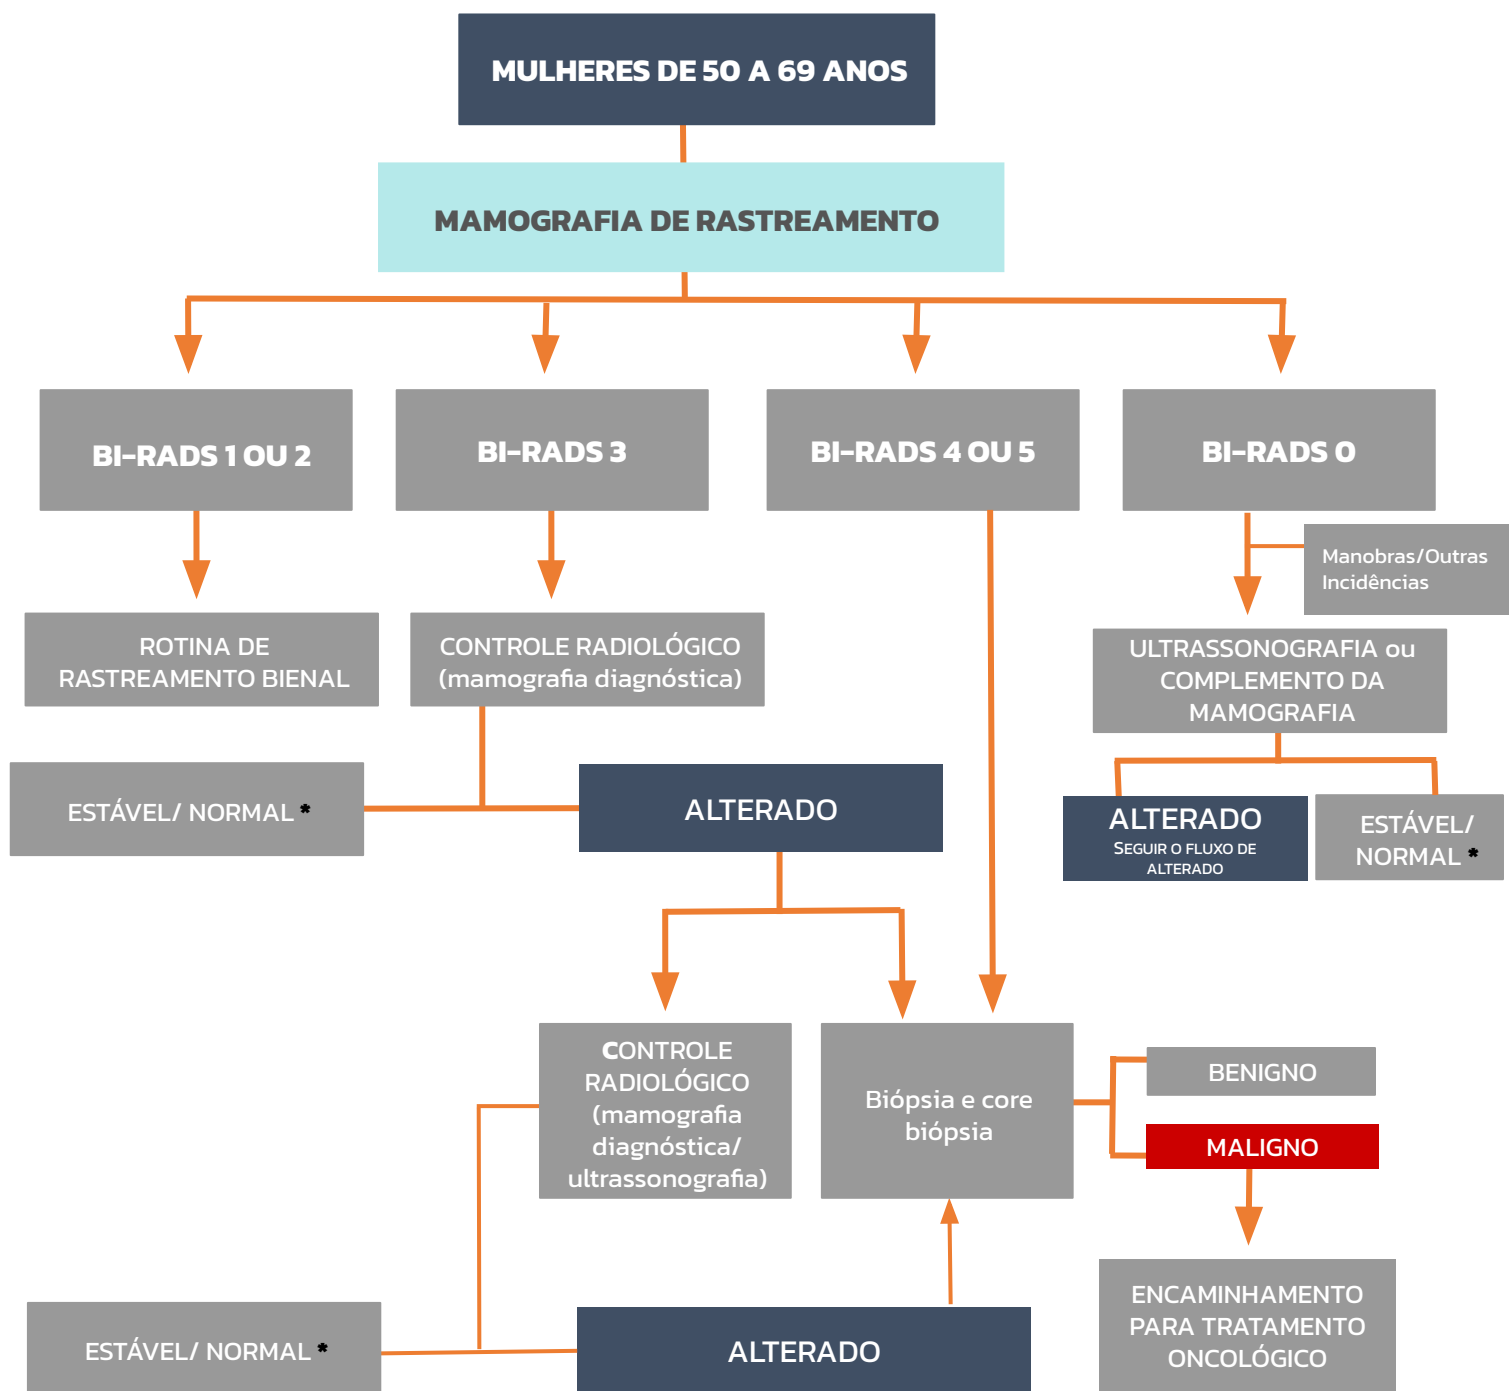 MULHERES DE 50 A 69 ANOS
MAMOGRAFIA DE RASTREAMENTO
BI-RADS 1 OU 2
BI-RADS 3
BI-RADS 4 OU 5
BI-RADS 0
Manobras/Outras
Incidências
ROTINA DE
RASTREAMENTO BIENAL
CONTROLE RADIOLÓGICO
(mamografia diagnóstica)
ULTRASSONOGRAFIA ou
COMPLEMENTO DA
MAMOGRAFIA
ESTÁVEL/ NORMAL *
ALTERADO
ALTERADO
SEGUIR O FLUXO DE
ALTERADO
ESTÁVEL/
NORMAL *
CONTROLE
RADIOLÓGICO
(mamografia
diagnóstica/
ultrassonografia)
Biópsia e core
biópsia
BENIGNO
MALIGNO
ENCAMINHAMENTO
PARA TRATAMENTO
ONCOLÓGICO
ESTÁVEL/ NORMAL *
ALTERADO